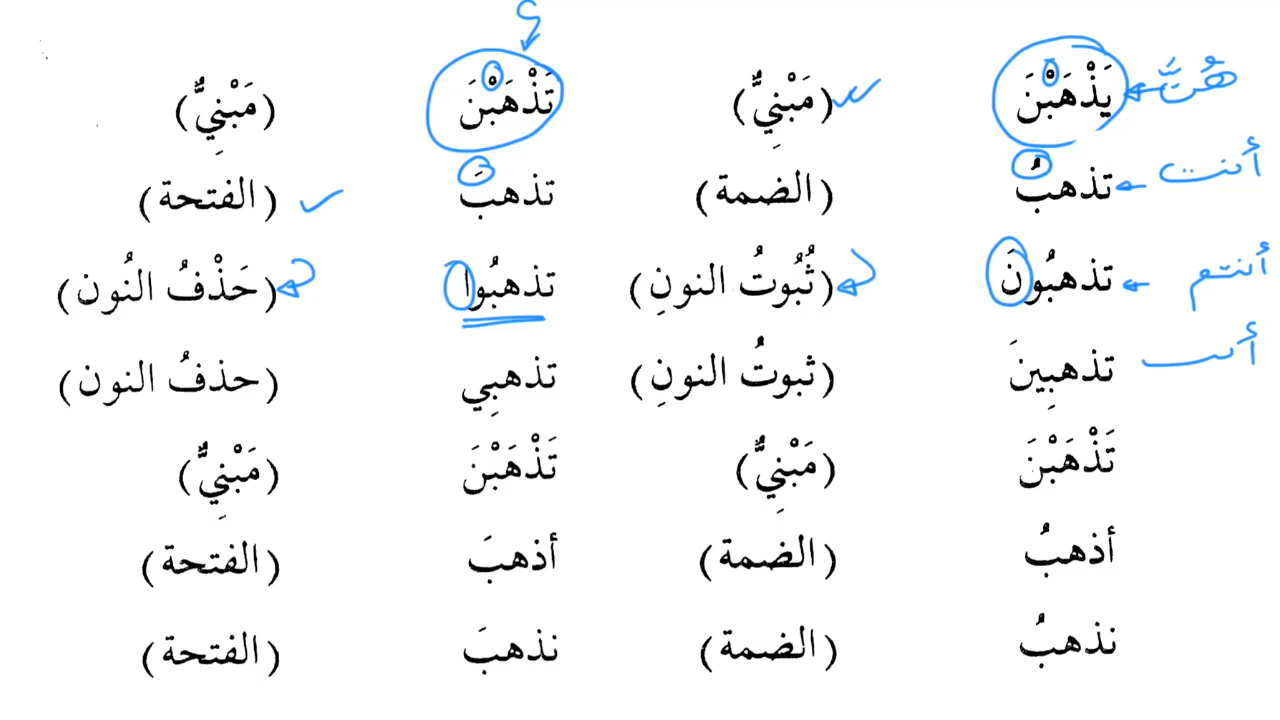 هُنَّ يَذْهَبْنَ (مَبْنِيٌّ) تَذْهَبْنَ (مَبْنِيٌّ)
أنت تذهبُ (الضمة) تذهبَ (الفتحة)
أنتم تذهبُونَ (ثُبُوتُ النونِ) تذهبُوا (حَذْفُ النُون)
أنت تذهبِينَ (ثبوتُ النونِ) تذهبِي (حذفُ النون)
تَذْهَبْنَ (مَبْنِيٌّ) تَذْهَبْنَ (مَبْنِيٌّ)
أذهبُ (الضمة) أذهبَ (الفتحة)
نذهبُ (الضمة) نذهبَ (الفتحة)